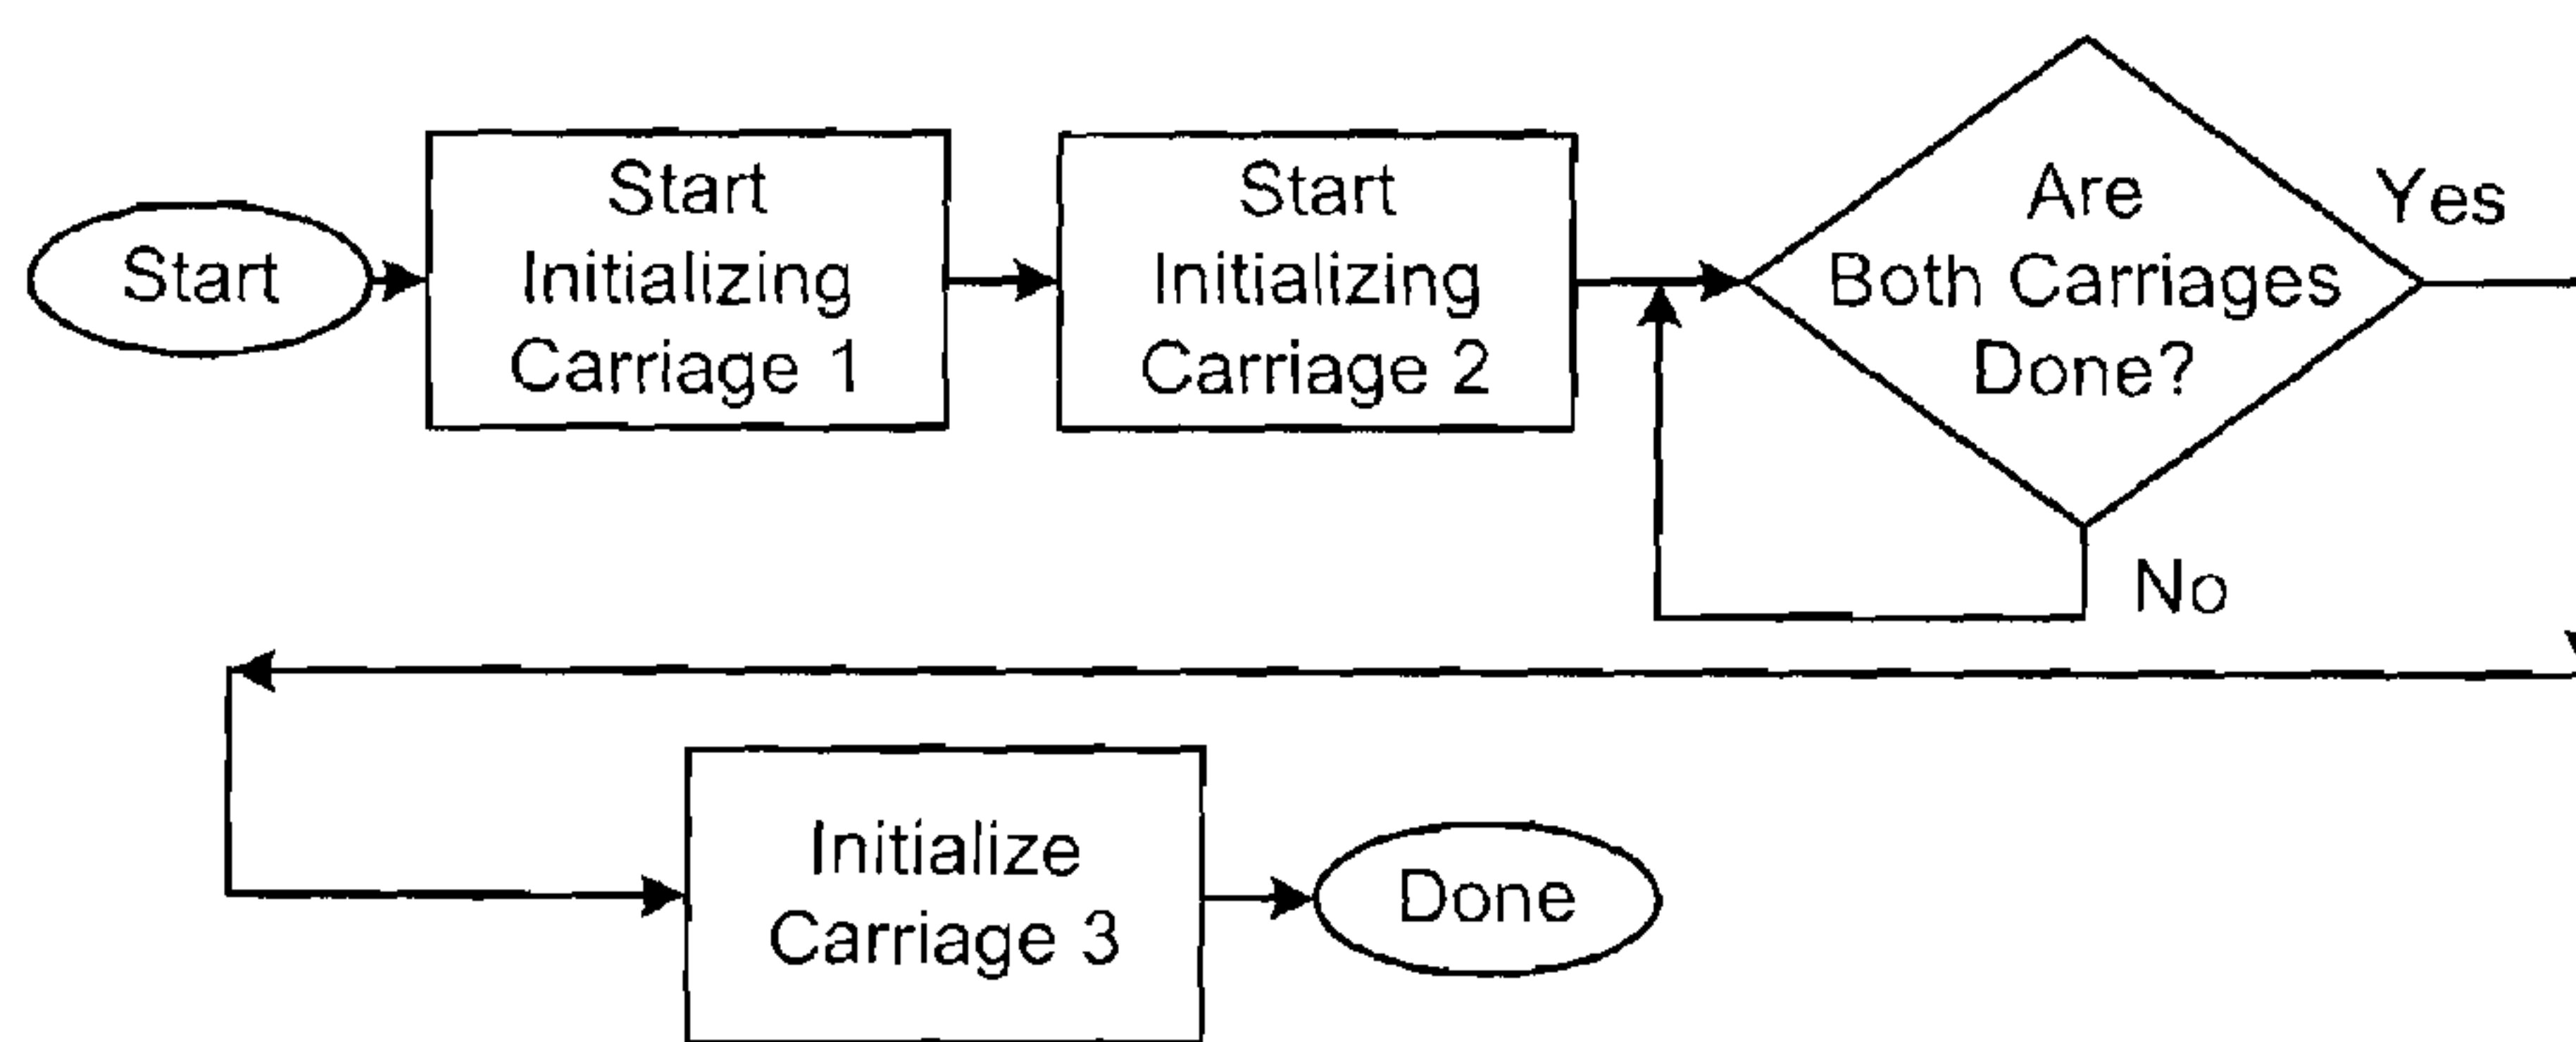 Start
Start
Initializing
Carriage 1
Start
Initializing
Carriage 2
Are
Both Carriages
Done?
Yes
No
Initialize
Carriage 3
Done